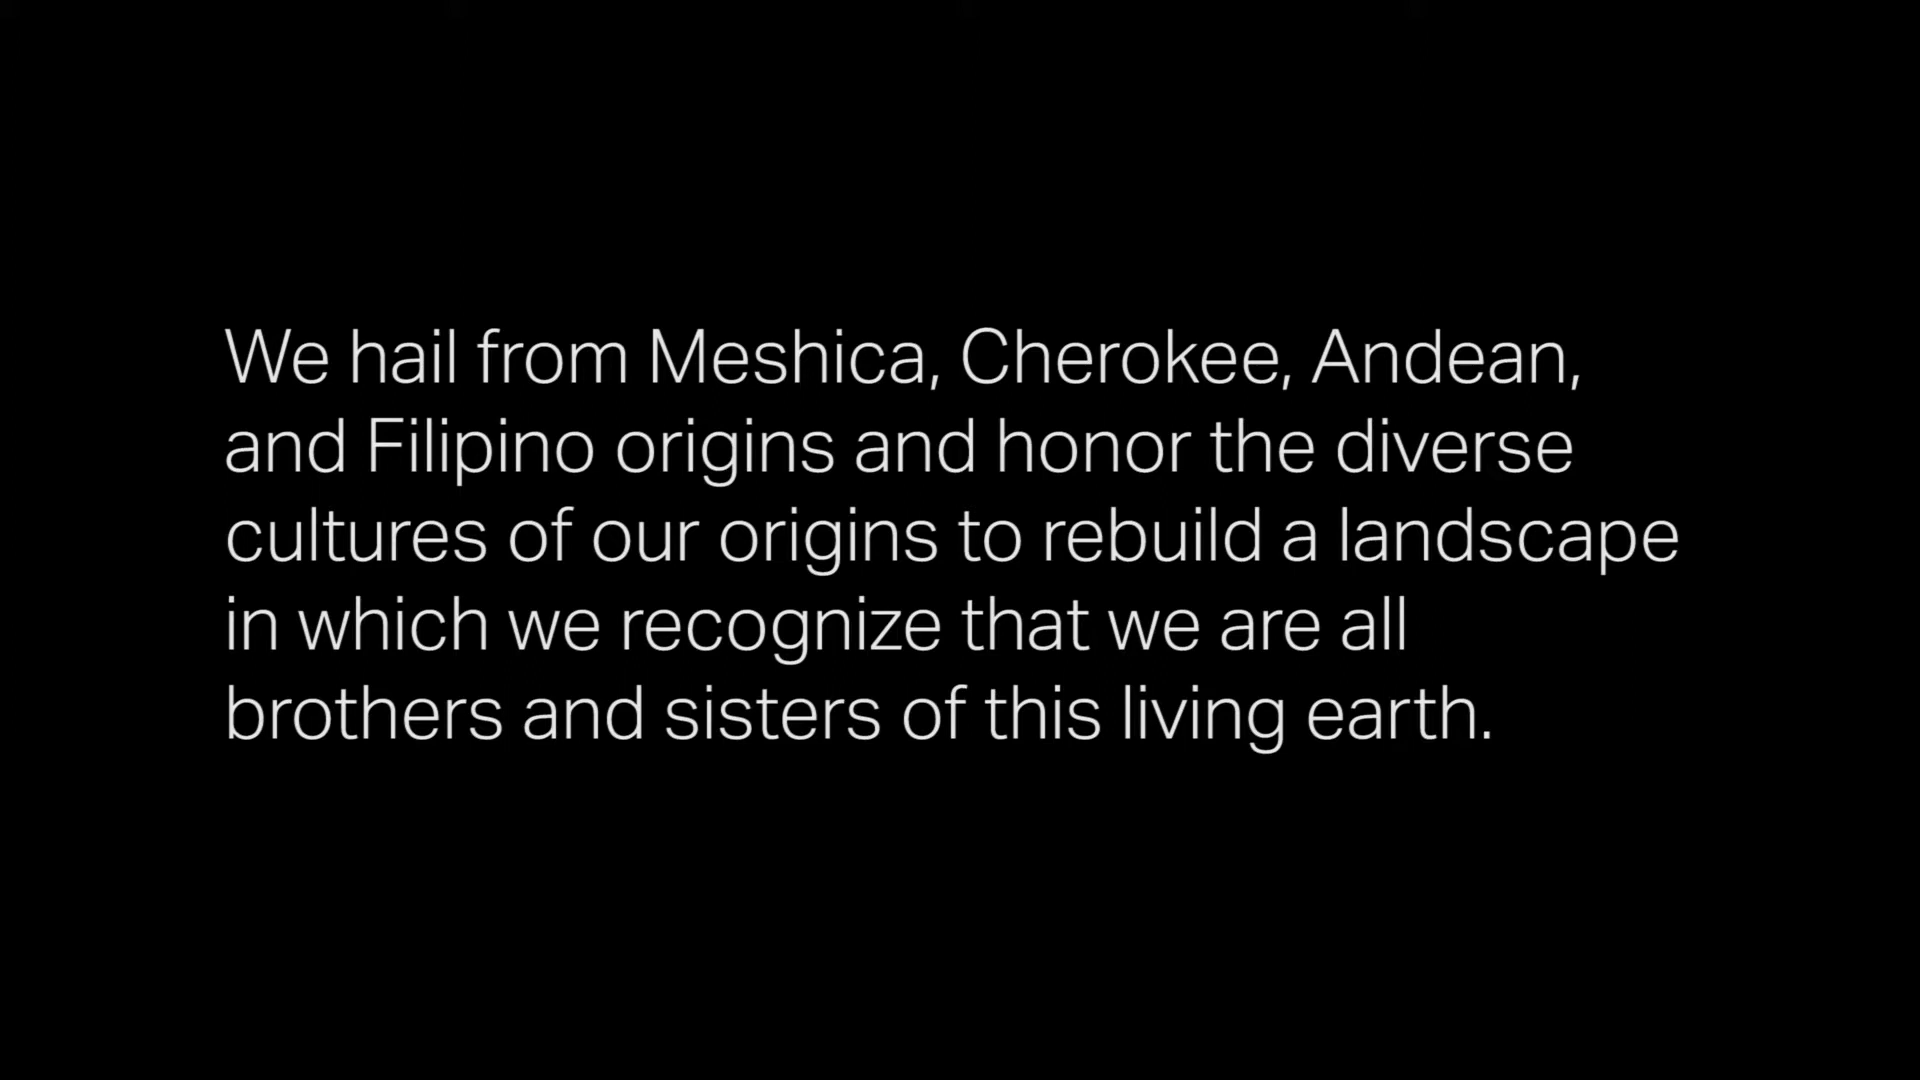 We hail from Meshica, Cherokee, Andean,
and Filipino origins and honor the diverse
cultures of our origins to rebuild a landscape
in which we recognize that we are all
brothers and sisters of this living earth.